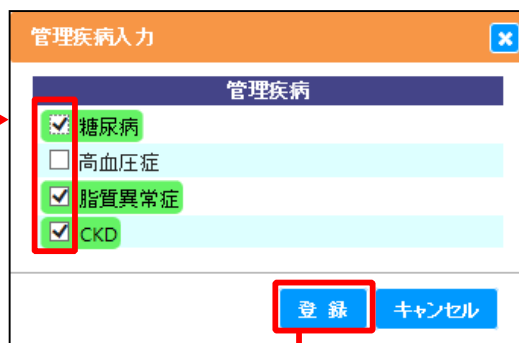 管理疾病入力
管理疾病
糖尿病
高血圧症
脂質異常症
CKD
登 録 キャンセル